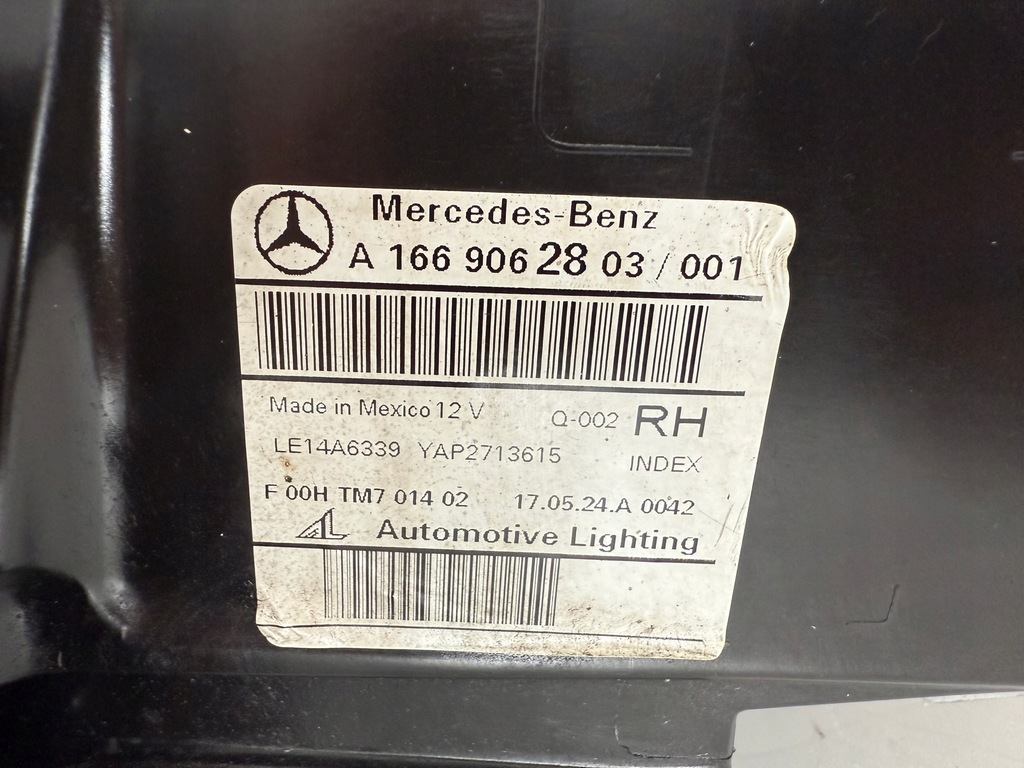 Mercedes-Benz
A 166 906 28 03 / 001
Made in Mexico 12 V Q-002 RH
LE14A6339 YAP2713615 INDEX
F 00H TM7 014 02 17.05.24.A 0042
AL Automotive Lighting